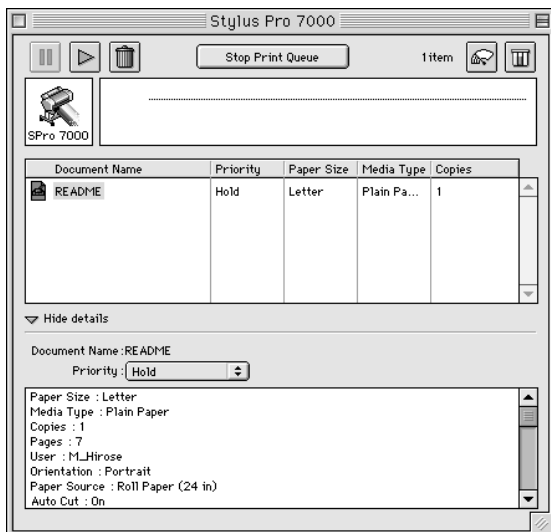 Stylus Pro 7000
Stop Print Queue
1 item
SPro 7000
Document Name Priority Paper Size Media Type Copies
README Hold Letter Plain Pa... 1
Hide details
Document Name : README
Priority : Hold
Paper Size : Letter
Media Type : Plain Paper
Copies : 1
Pages : 7
User : M_Hirose
Orientation : Portrait
Paper Source : Roll Paper (24 in)
Auto Cut : On